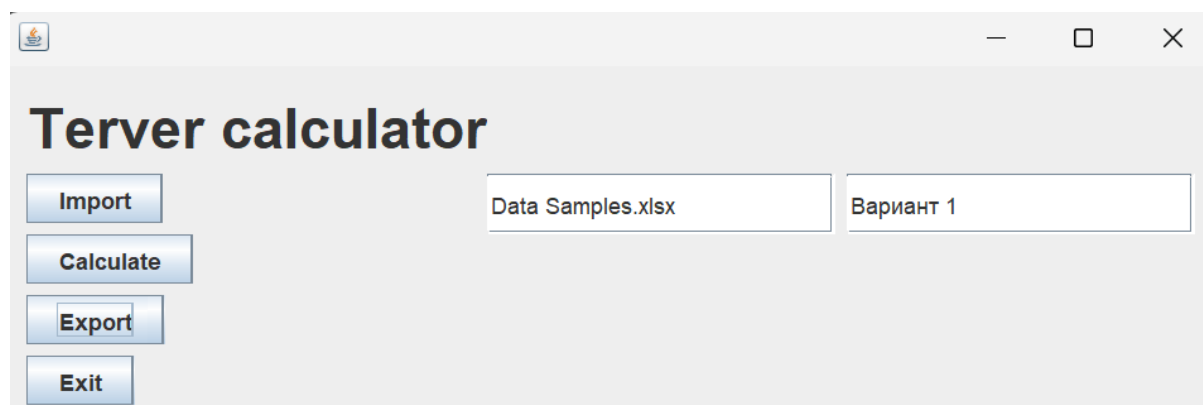 Terver calculator
Import
Data Samples.xlsx
Вариант 1
Calculate
Export
Exit